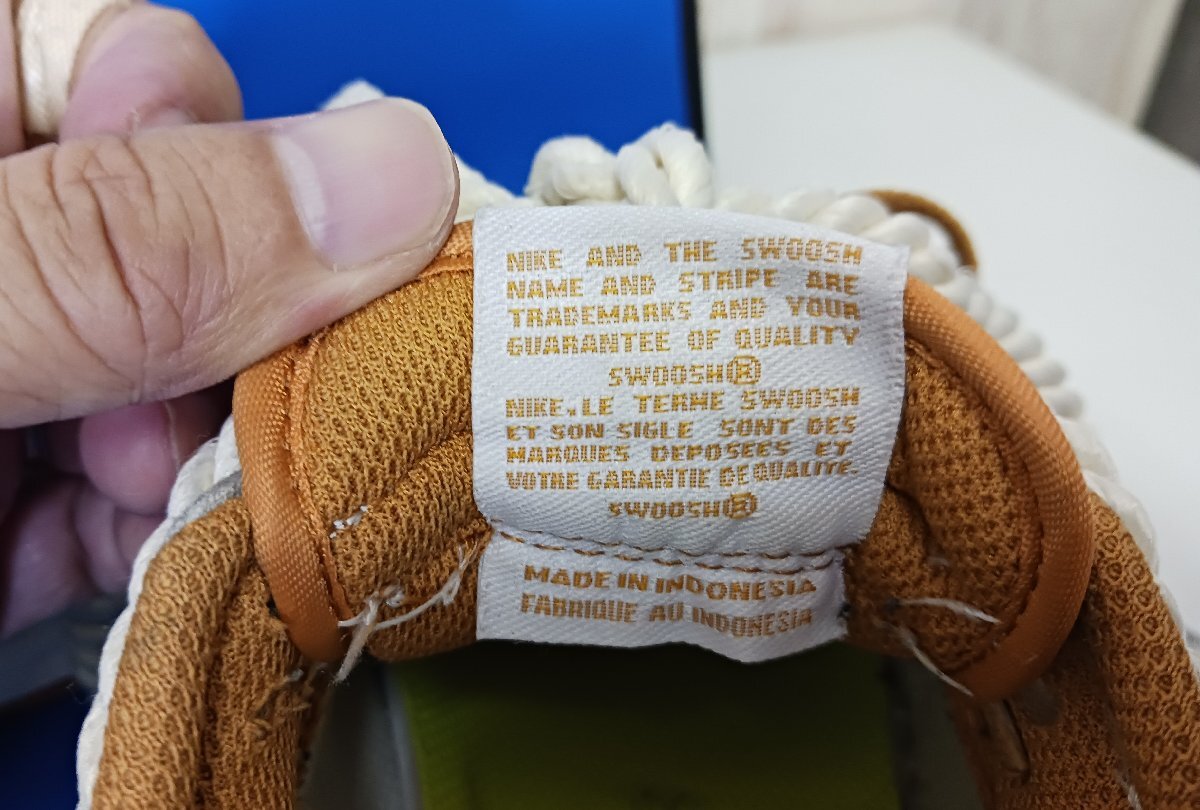 NIKE AND THE SWOOSH
NAME AND STRIPE ARE
TRADEMARKS AND YOUR
GUARANTEE OF QUALITY
SWOOSH®
NIKE, LE TERME SWOOSH
ET SON SIGLE SONT DES
MARQUES DEPOSEES ET
VOTRE GARANTIE DE QUALITE.
SWOOSH®
MADE IN INDONESIA
FABRIQUE AU INDONESIA